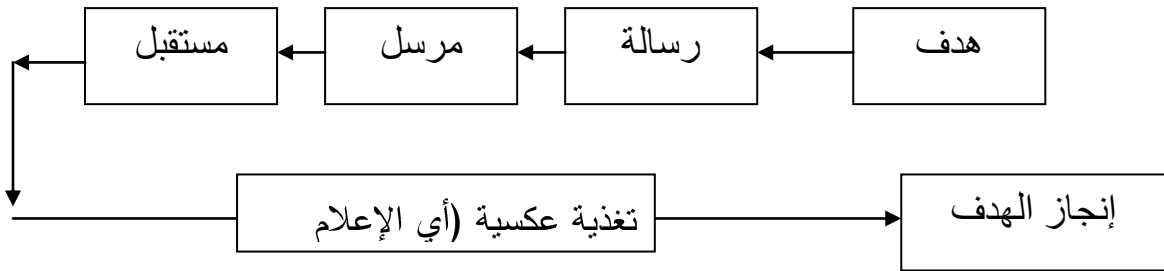 هدف
رسالة
مرسل
مستقبل
تغذية عكسية (أي الإعلام
إنجاز الهدف